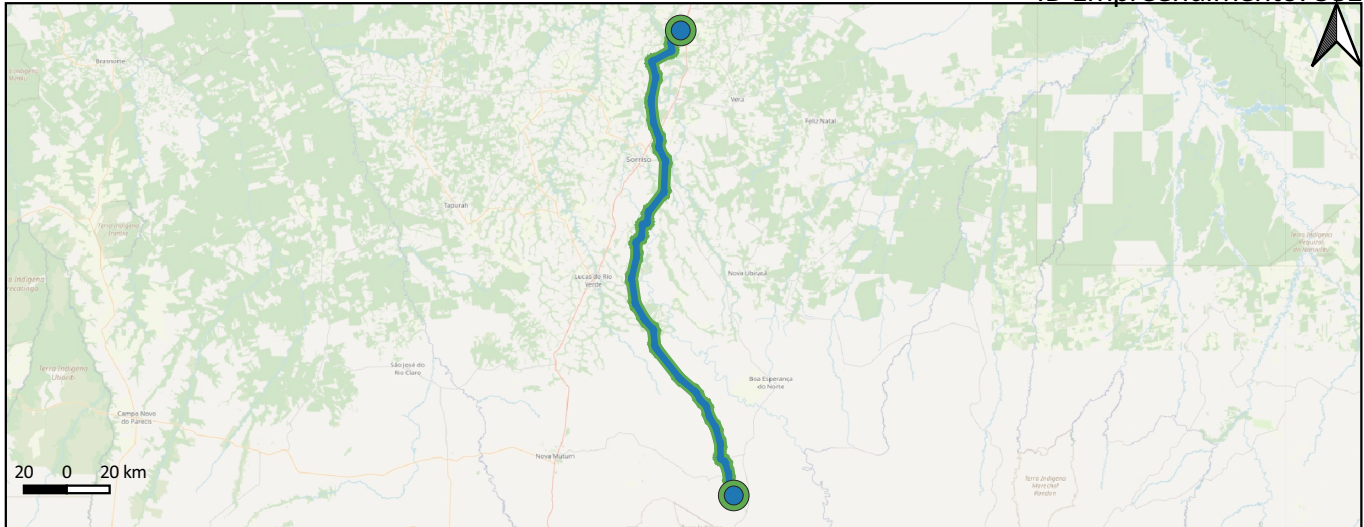 Brasnorte
Vera
Feliz Natal
Sorriso
Tapurah
Terra Indígena
Irantxe
Terra Indígena
Pequizal
do Naruvôtu
Lucas do Rio
Verde
Nova Ubiratã
São José do
Rio Claro
Terra Indígena
Utiariti
Boa Esperança
do Norte
Campo Novo
do Parecis
Nova Mutum
20 0 20 km
Terra Indígena
Marechal
Rondon